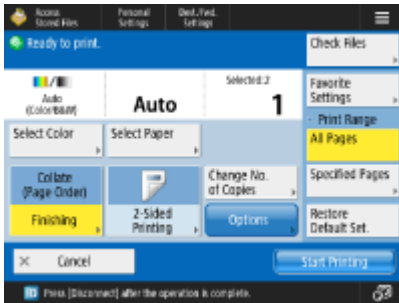 Access
Stored Files
Personal
Settings
Dest./Fwd.
Settings
Ready to print.
Check Files
Auto
(Color/B&W)
Auto
Selected:2
1
Favorite
Settings
Print Range
All Pages
Select Color
Select Paper
Collate
(Page Order)
Finishing
2-Sided
Printing
Change No.
of Copies
Options
Specified Pages
Restore
Default Set.
× Cancel
Start Printing
ID Press [Disconnect] after the operation is complete.